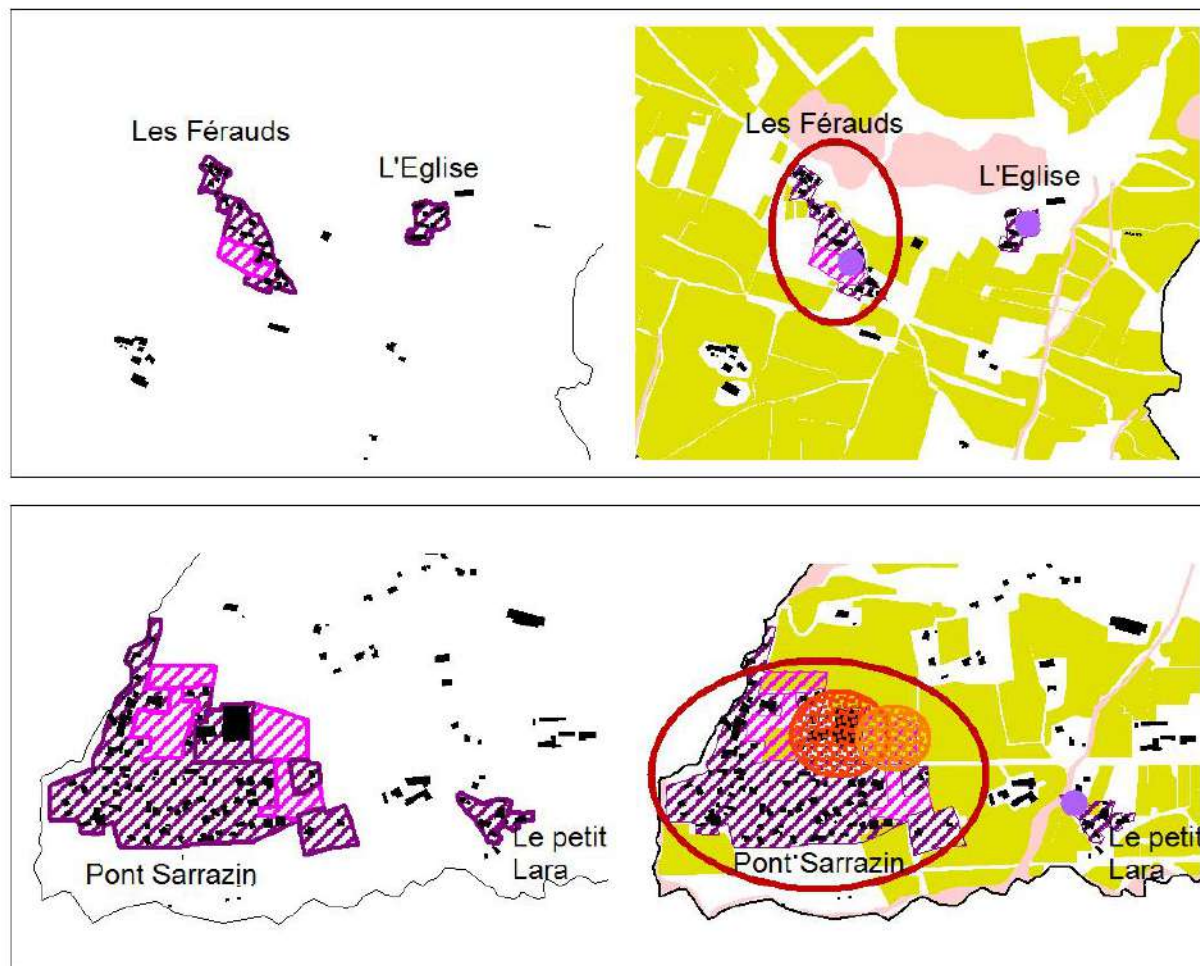 Les Férauds
L'Eglise
Les Férauds
L'Eglise
Pont Sarrazin
Le petit
Lara
Pont Sarrazin
Le petit
Lara